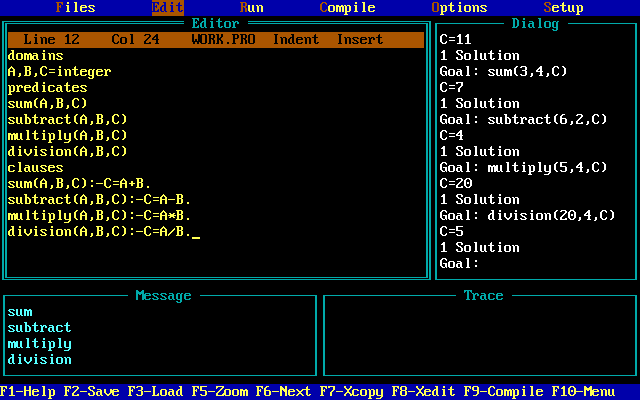 Files Edit Run Compile Options Setup
Editor
Line 12 Col 24 WORK.PRO Indent Insert
domains
A,B,C=integer
predicates
sum(A,B,C)
subtract(A,B,C)
multiply(A,B,C)
division(A,B,C)
clauses
sum(A,B,C):-C=A+B.
subtract(A,B,C):-C=A-B.
multiply(A,B,C):-C=A*B.
division(A,B,C):-C=A/B._
Dialog
C=11
1 Solution
Goal: sum(3,4,C)
C=7
1 Solution
Goal: subtract(6,2,C)
C=4
1 Solution
Goal: multiply(5,4,C)
C=20
1 Solution
Goal: division(20,4,C)
C=5
1 Solution
Goal:
Message
sum
subtract
multiply
division
Trace
F1-Help F2-Save F3-Load F5-Zoom F6-Next F7-Xcopy F8-Xedit F9-Compile F10-Menu